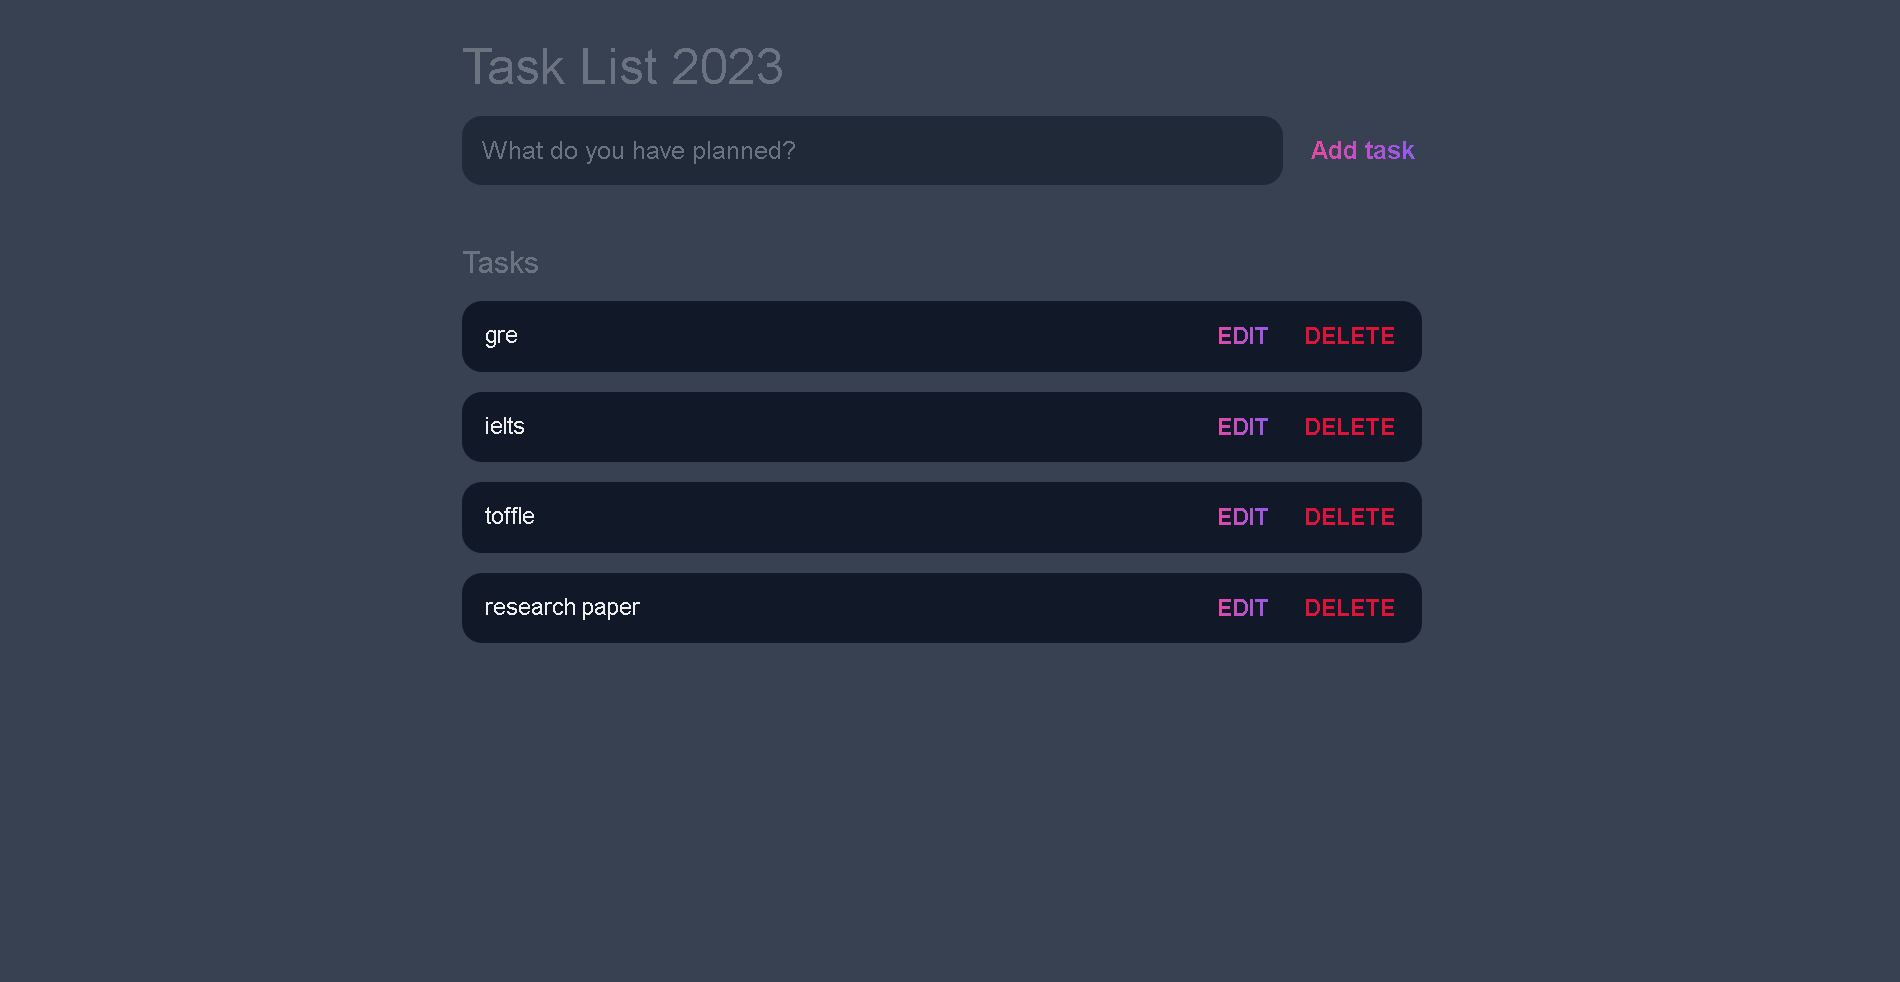 Task List 2023
What do you have planned? Add task
Tasks
gre EDIT DELETE
ielts EDIT DELETE
toffle EDIT DELETE
research paper EDIT DELETE